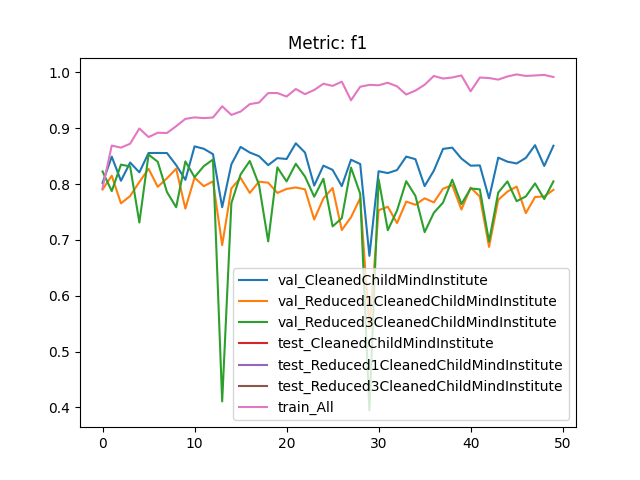 Metric: f1
1.0
0.9
0.8
0.7
0.6
0.5
0.4
val_CleanedChildMindInstitute
val_Reduced1CleanedChildMindInstitute
val_Reduced3CleanedChildMindInstitute
test_CleanedChildMindInstitute
test_Reduced1CleanedChildMindInstitute
test_Reduced3CleanedChildMindInstitute
train_All
0 10 20 30 40 50